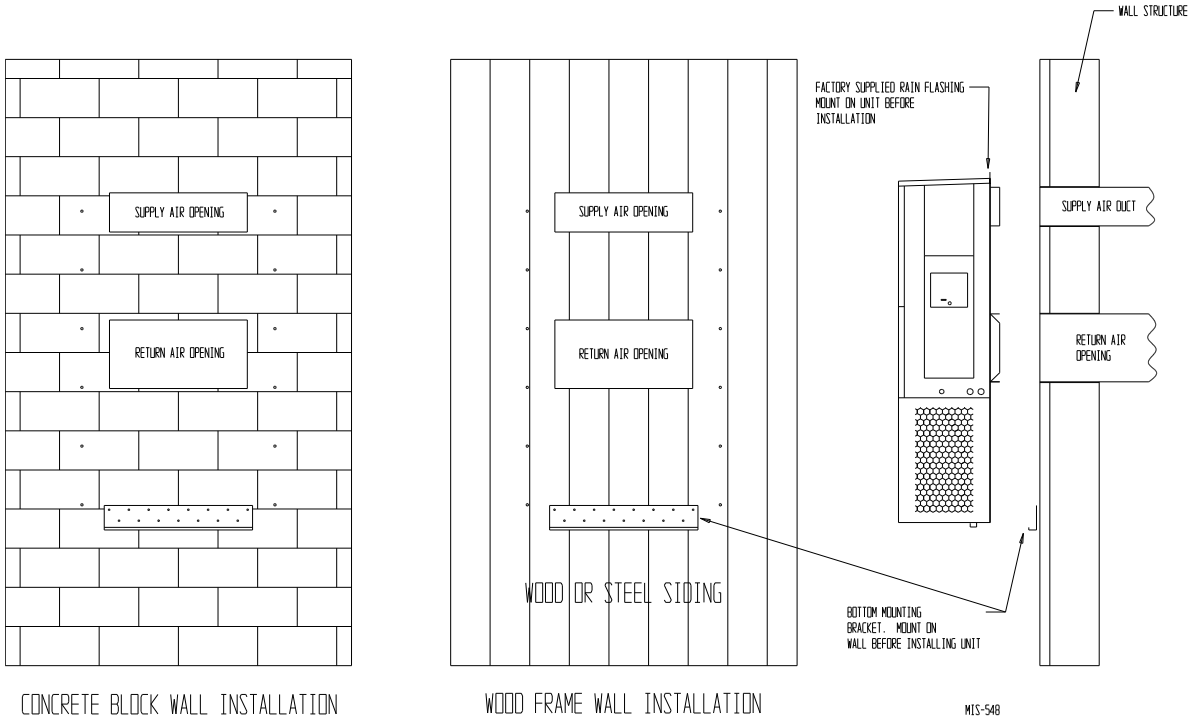 WALL STRUCTURE
FACTORY SUPPLIED RAIN FLASHING
MOUNT ON UNIT BEFORE
INSTALLATION
SUPPLY AIR OPENING
SUPPLY AIR OPENING
SUPPLY AIR DUCT
RETURN AIR OPENING
RETURN AIR OPENING
RETURN AIR
OPENING
WOOD OR STEEL SIDING
BOTTOM MOUNTING
BRACKET. MOUNT ON
WALL BEFORE INSTALLING UNIT
CONCRETE BLOCK WALL INSTALLATION
WOOD FRAME WALL INSTALLATION
MIS-548